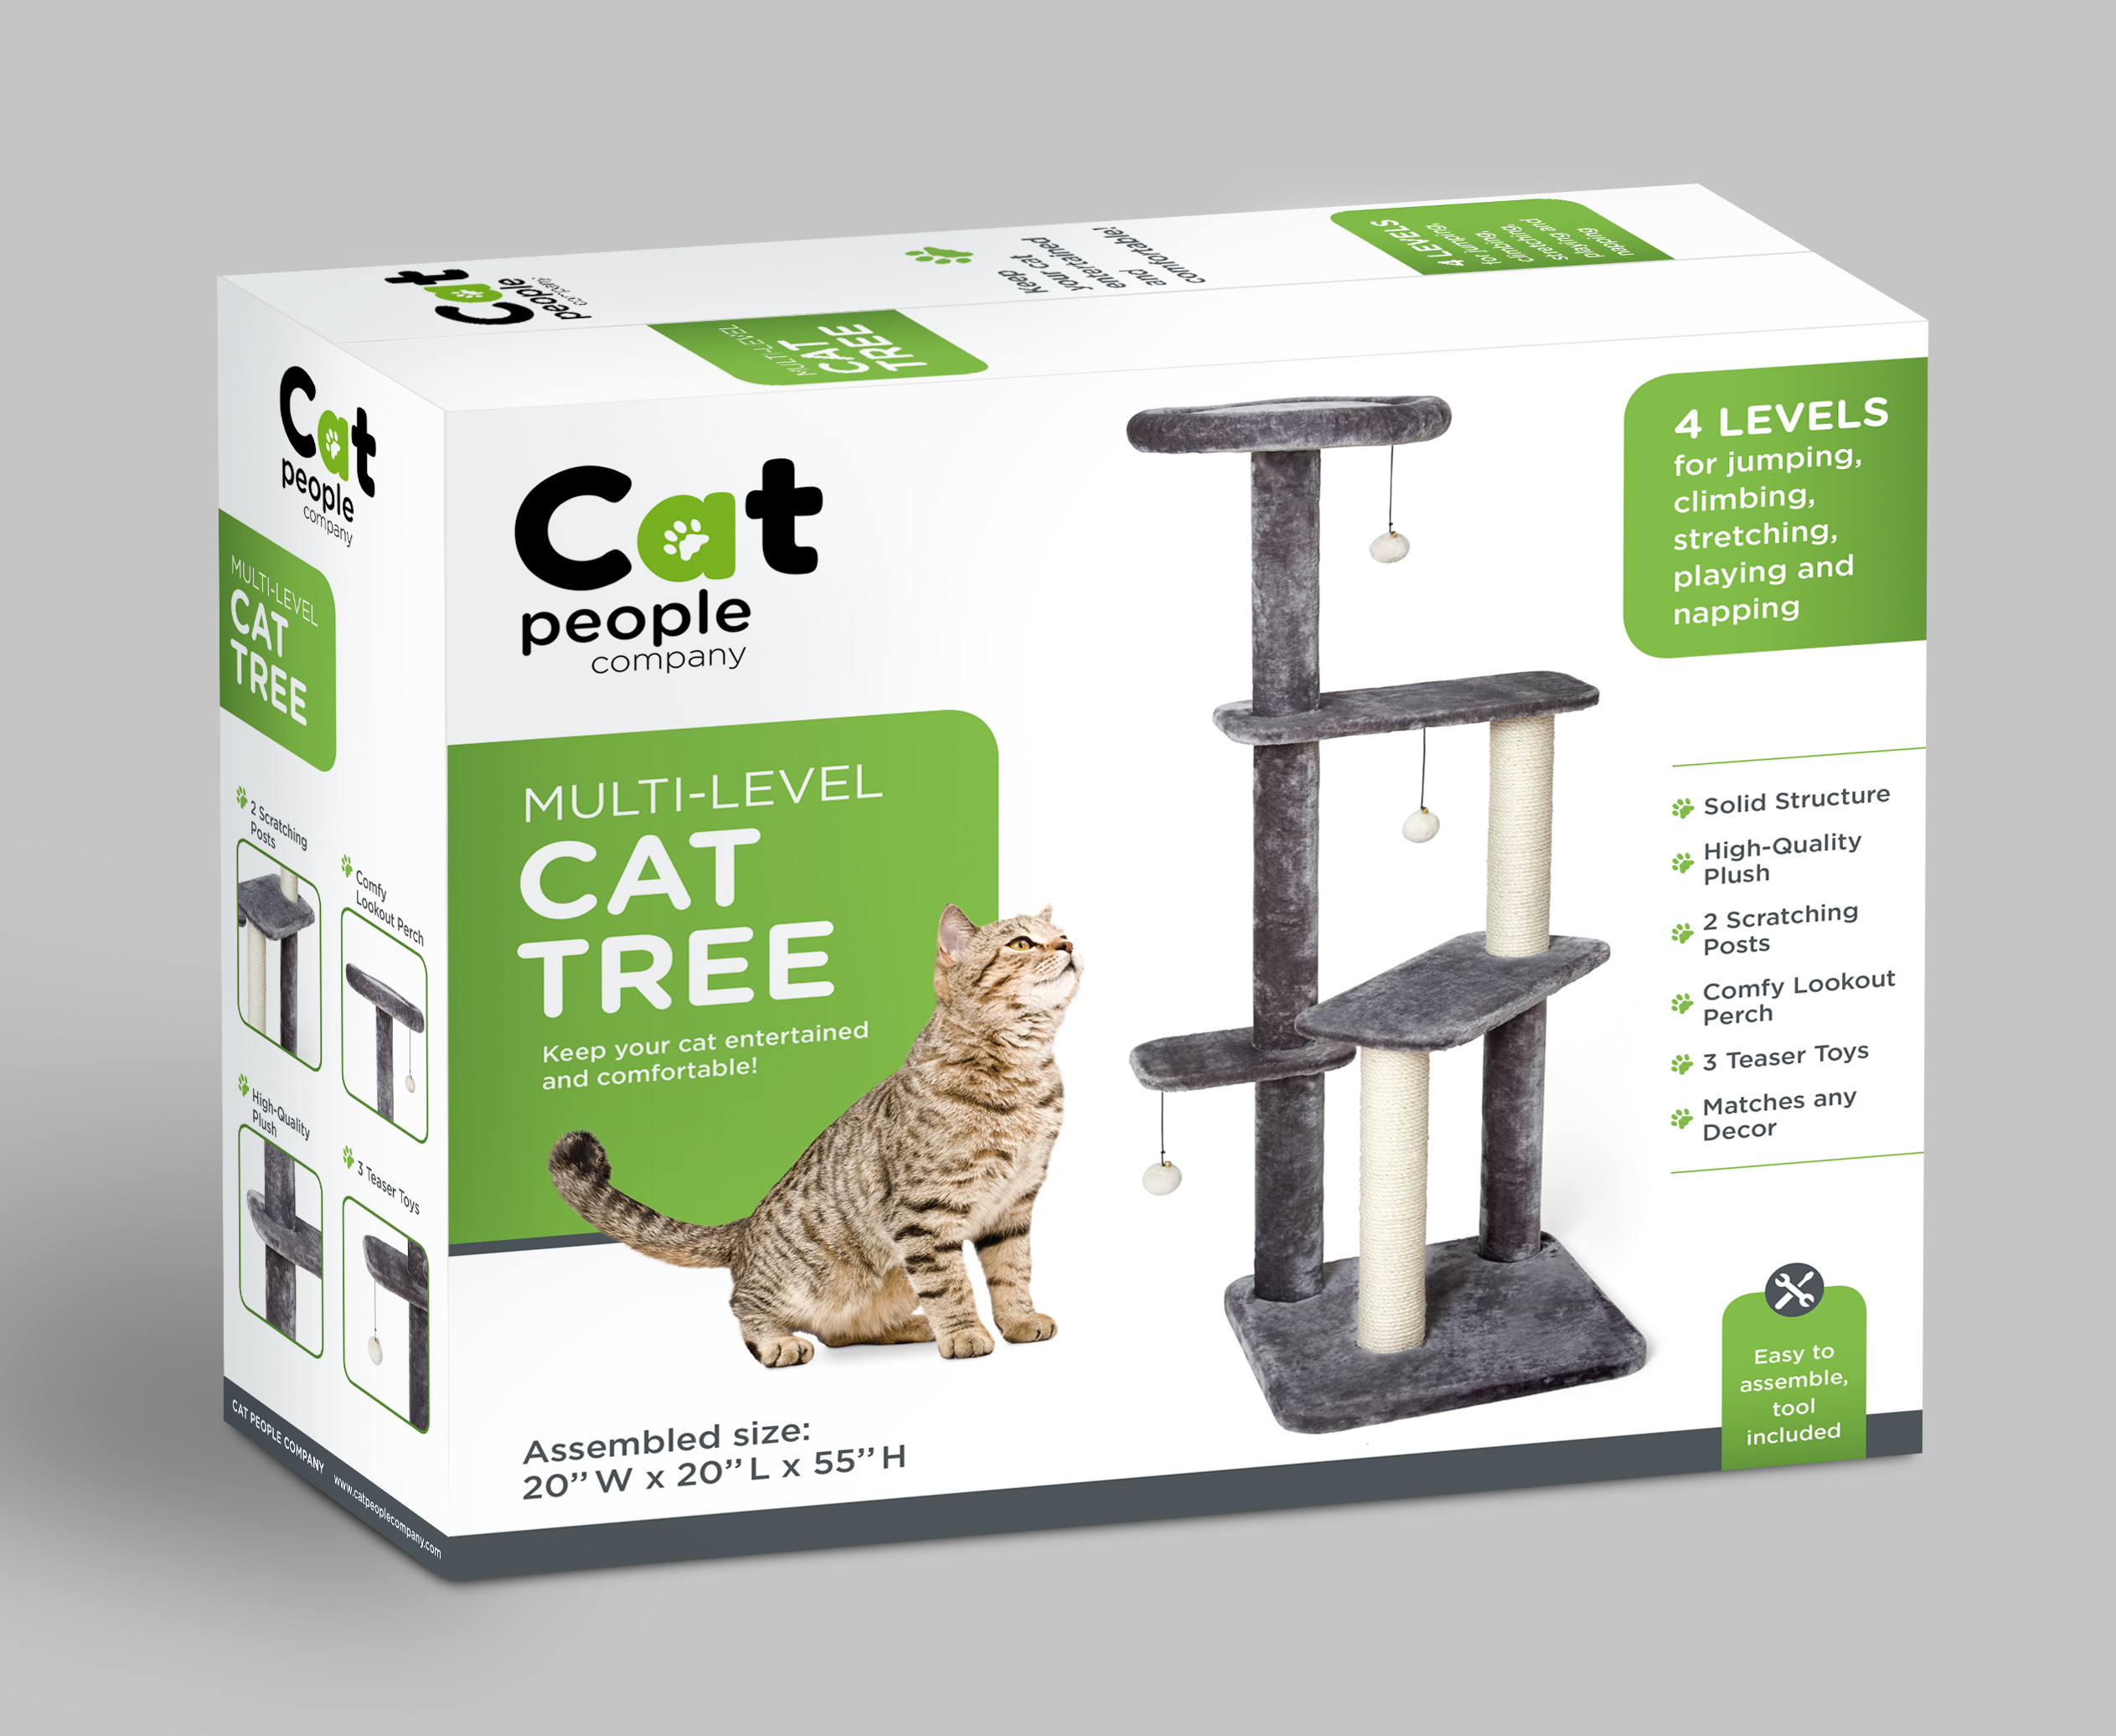 Cat
people
company
MULTI-LEVEL
CAT
TREE
Keep
your cat
entertained
and
comfortable!
4 LEVELS
for jumping,
climbing,
stretching,
playing and
napping
Cat
people
company
MULTI-LEVEL
CAT
TREE
2 Scratching
Posts
Comfy
Lookout Perch
High-Quality
Plush
3 Teaser Toys
CAT PEOPLE COMPANY www.catpeoplecompany.com
Cat
people
company
MULTI-LEVEL
CAT
TREE
Keep your cat entertained
and comfortable!
Assembled size:
20’’ W x 20’’ L x 55’’ H
4 LEVELS
for jumping,
climbing,
stretching,
playing and
napping
Solid Structure
High-Quality
Plush
2 Scratching
Posts
Comfy Lookout
Perch
3 Teaser Toys
Matches any
Decor
Easy to
assemble,
tool
included